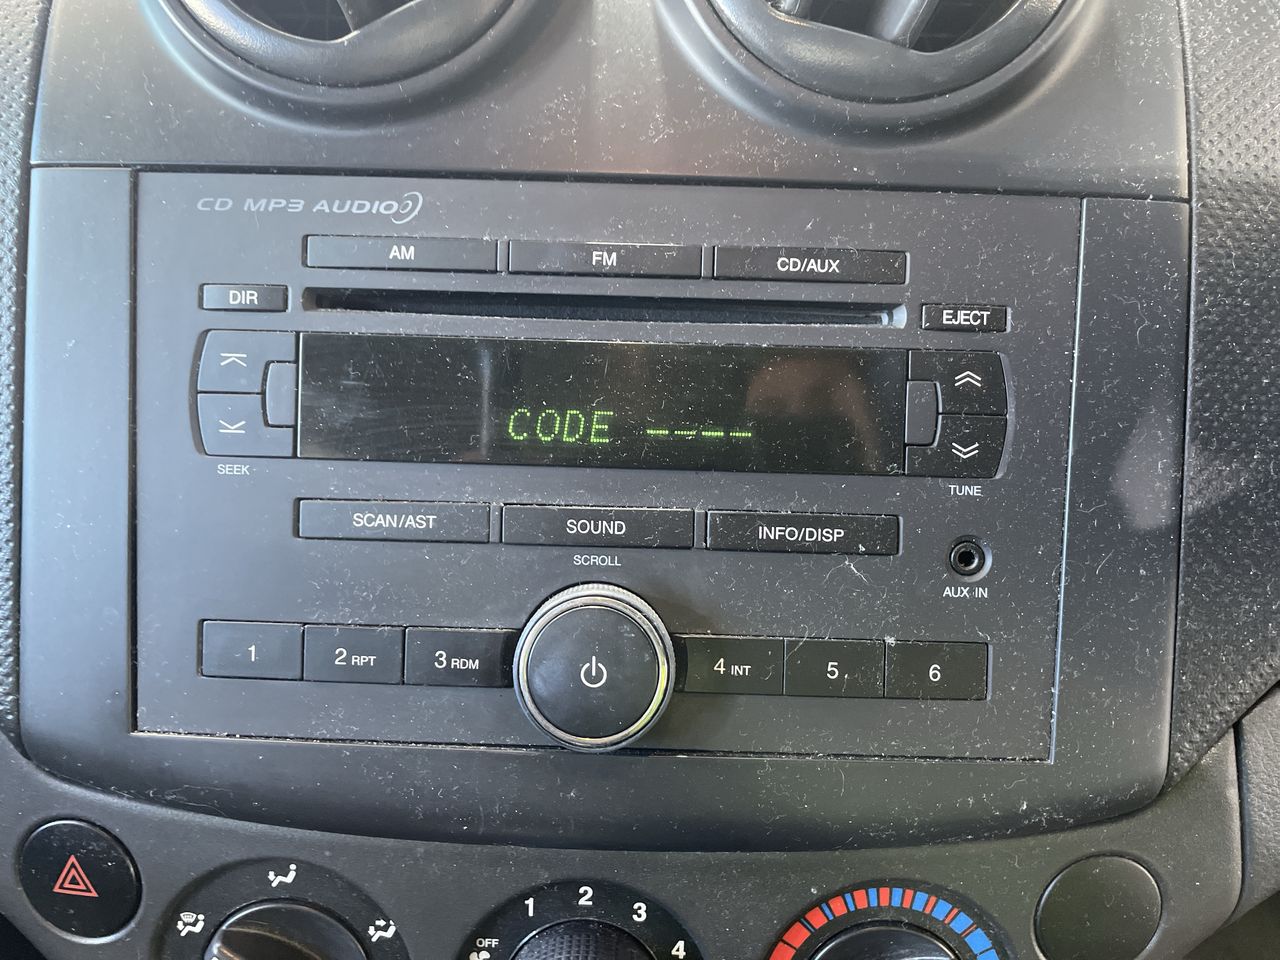 CD MP3 AUDIO
AM FM CD/AUX
DIR EJECT
CODE ----
SEEK TUNE
SCAN/AST SOUND INFO/DISP
SCROLL
AUX IN
1 2 RPT 3 RDM 4 INT 5 6
1 2 3 4
OFF